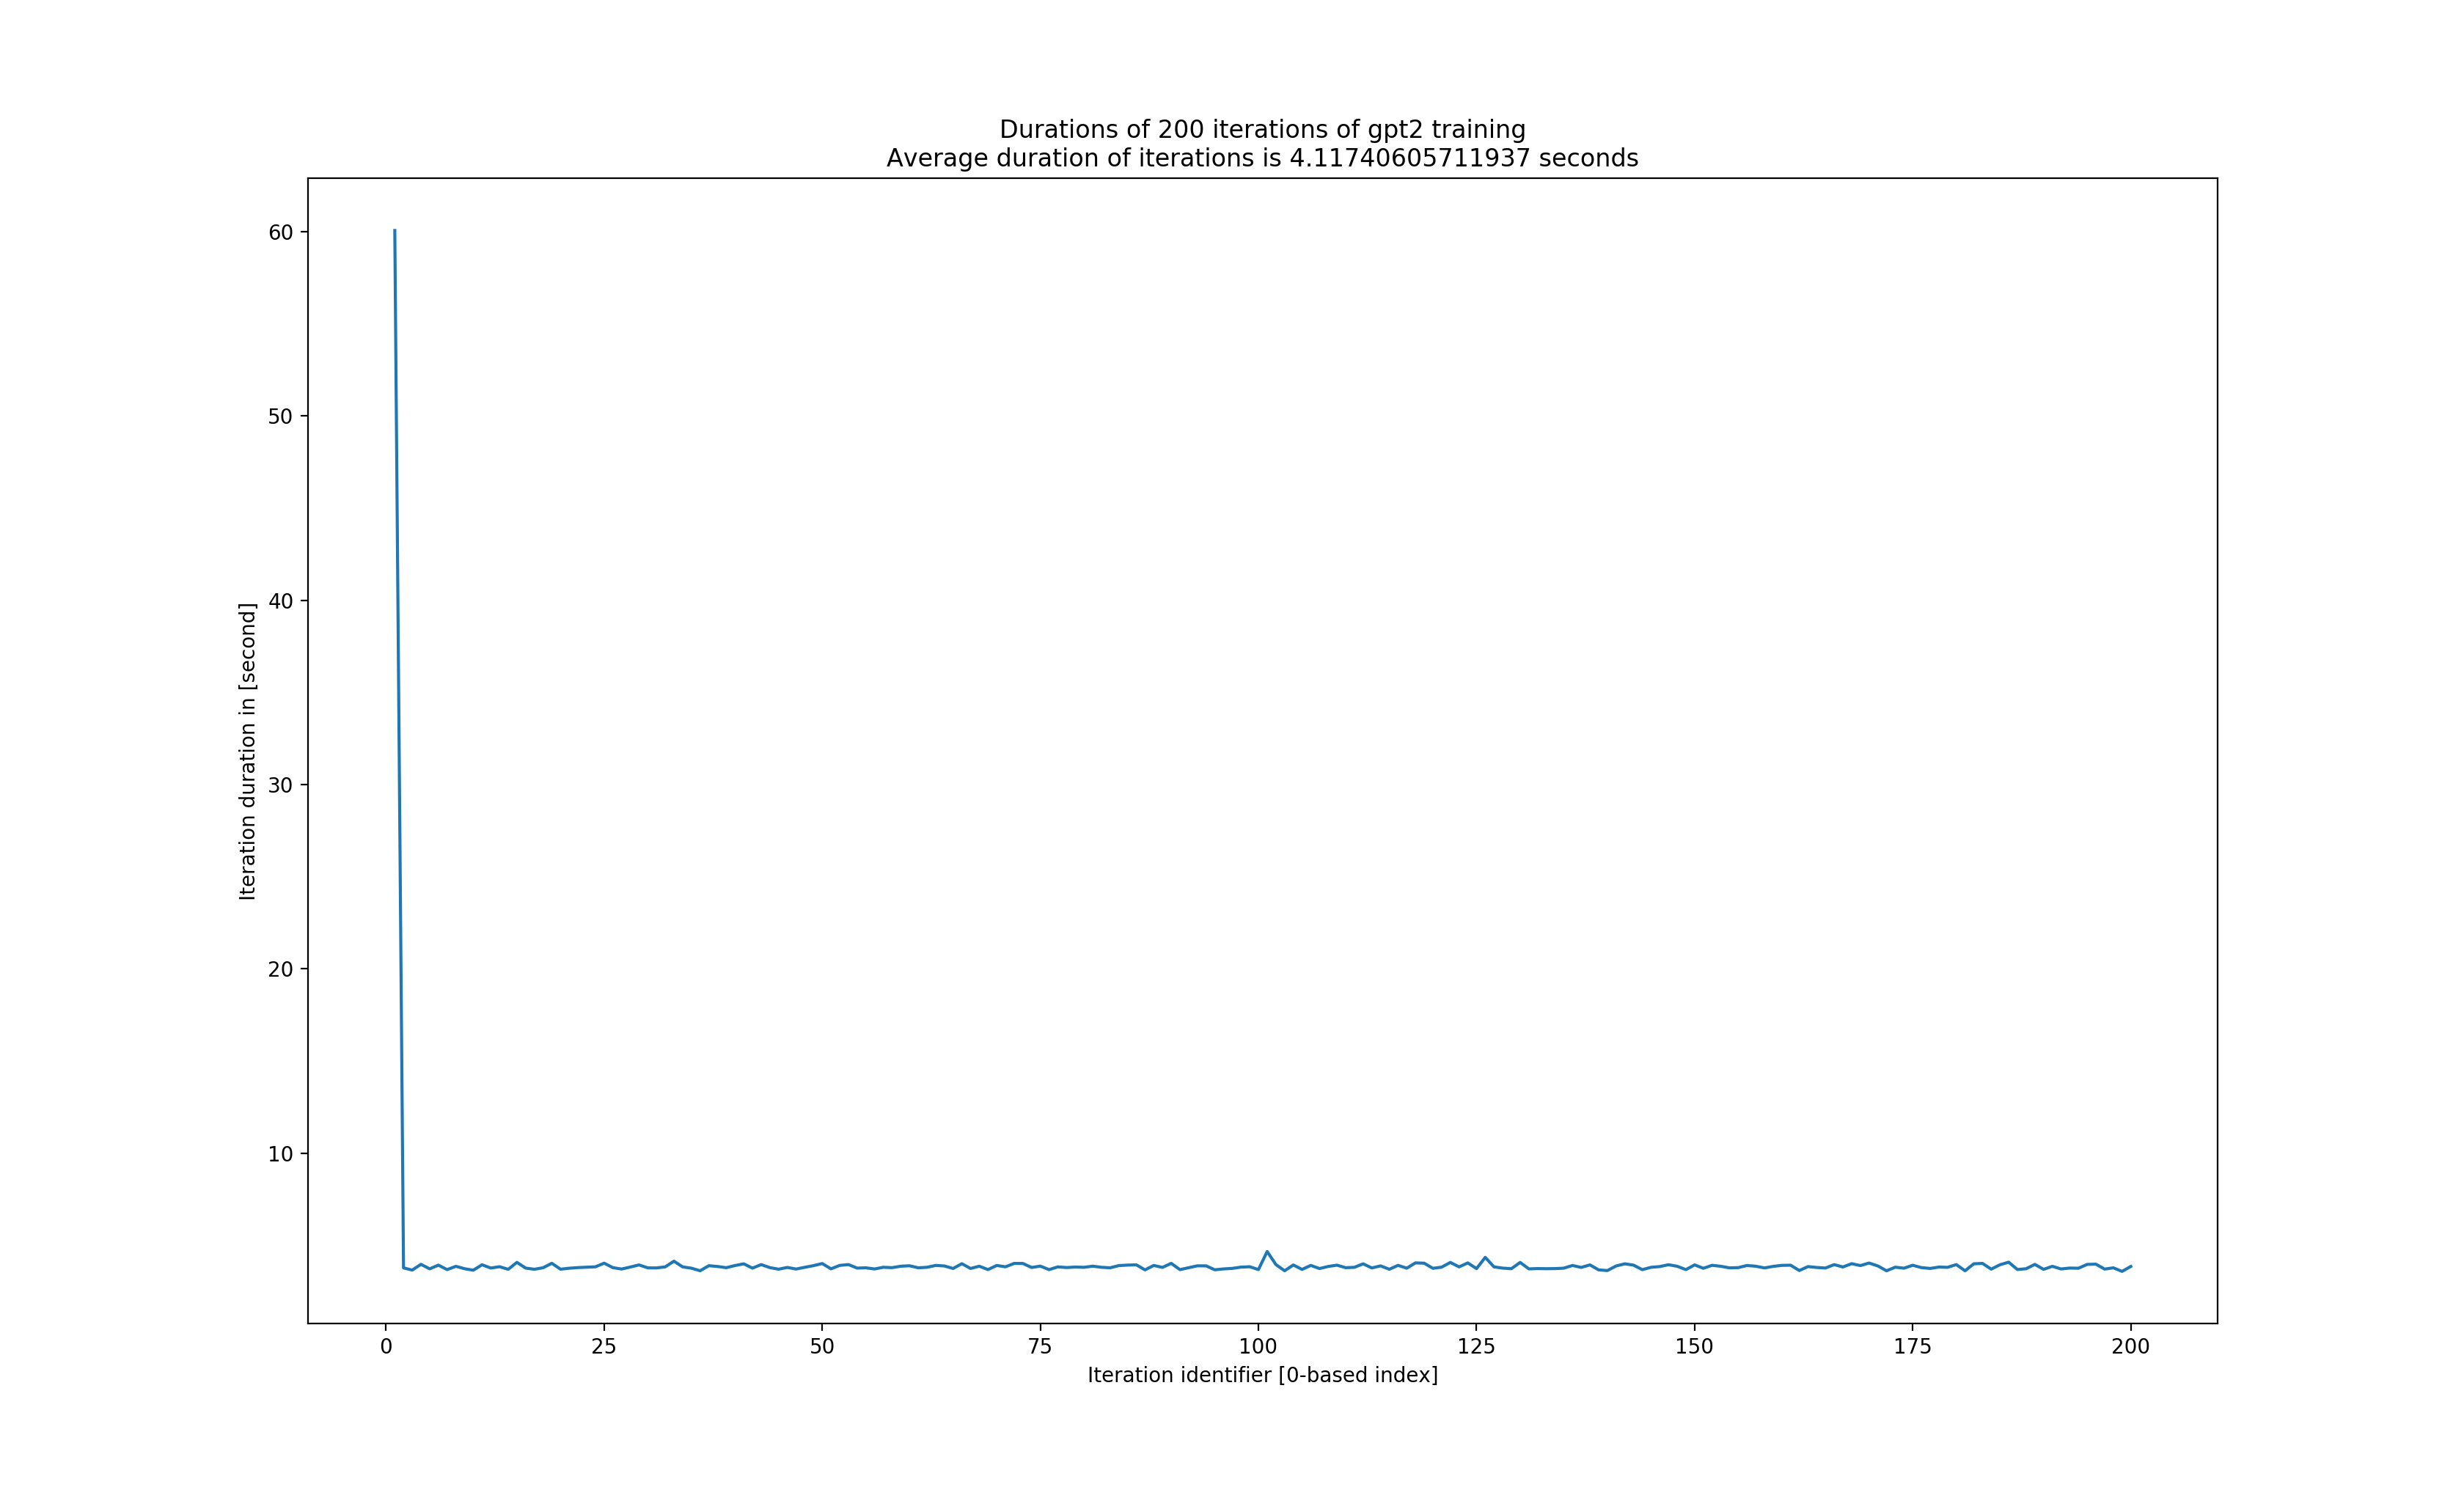 Durations of 200 iterations of gpt2 training
Average duration of iterations is 4.11740605711937 seconds
60
50
40
30
20
10
Iteration duration in [second]
0 25 50 75 100 125 150 175 200
Iteration identifier [0-based index]